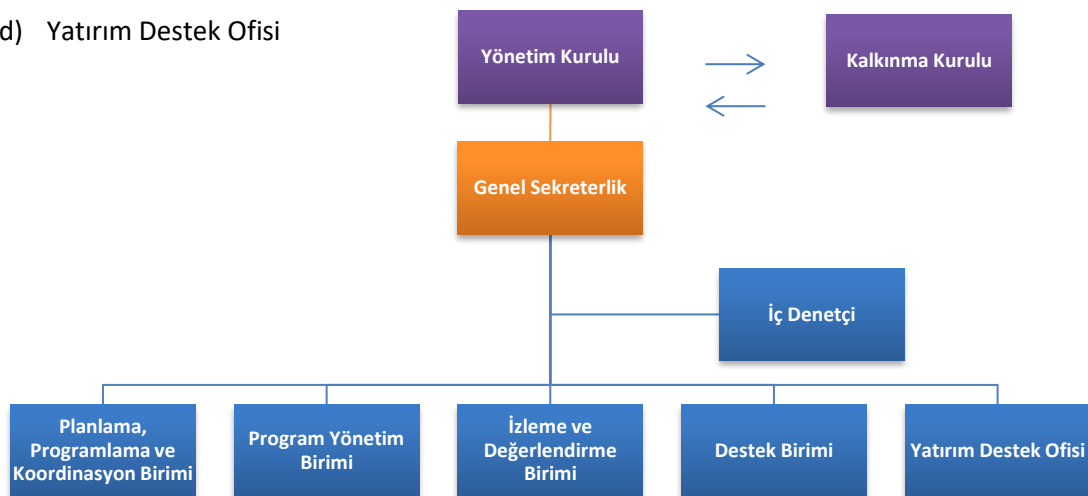 d) Yatırım Destek Ofisi
Yönetim Kurulu
Kalkınma Kurulu
Genel Sekreterlik
İç Denetçi
Planlama,
Programlama ve
Koordinasyon Birimi
Program Yönetim
Birimi
İzleme ve
Değerlendirme
Birimi
Destek Birimi
Yatırım Destek Ofisi